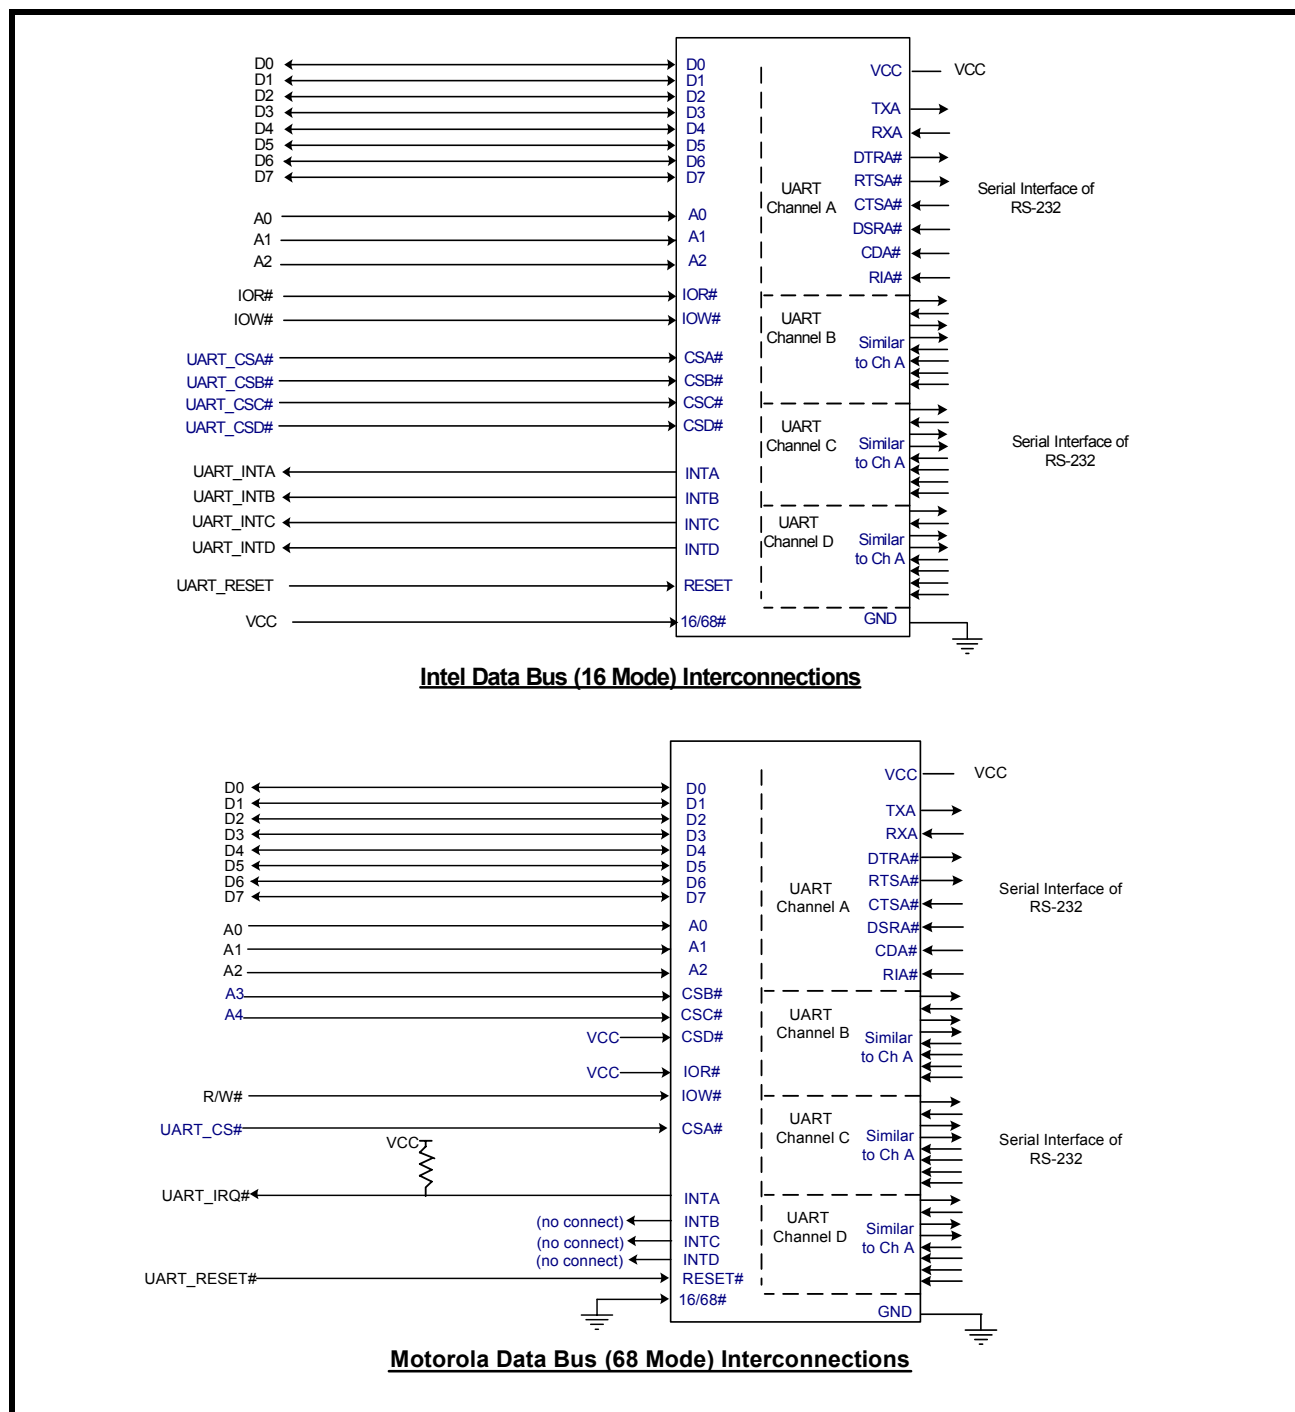 D0
D1
D2
D3
D4
D5
D6
D7
A0
A1
A2
IOR#
IOW#
UART_CSA#
UART_CSB#
UART_CSC#
UART_CSD#
UART_INTA
UART_INTB
UART_INTC
UART_INTD
UART_RESET
VCC
D0
D1
D2
D3
D4
D5
D6
D7
A0
A1
A2
IOR#
IOW#
CSA#
CSB#
CSC#
CSD#
INTA
INTB
INTC
INTD
RESET
16/68#
UART
Channel A
UART
Channel B
UART
Channel C
UART
Channel D
VCC
TXA
RXA
DTRA#
RTSA#
CTSA#
DSRA#
CDA#
RIA#
Similar
to Ch A
Similar
to Ch A
Similar
to Ch A
GND
VCC
Serial Interface of
RS-232
Serial Interface of
RS-232
Intel Data Bus (16 Mode) Interconnections
D0
D1
D2
D3
D4
D5
D6
D7
A0
A1
A2
A3
A4
VCC
VCC
R/W#
UART_CS#
VCC
UART_IRQ#
(no connect)
(no connect)
(no connect)
UART_RESET#
D0
D1
D2
D3
D4
D5
D6
D7
A0
A1
A2
CSB#
CSC#
CSD#
IOR#
IOW#
CSA#
INTA
INTB
INTC
INTD
RESET#
16/68#
UART
Channel A
UART
Channel B
UART
Channel C
UART
Channel D
VCC
TXA
RXA
DTRA#
RTSA#
CTSA#
DSRA#
CDA#
RIA#
Similar
to Ch A
Similar
to Ch A
Similar
to Ch A
GND
VCC
Serial Interface of
RS-232
Serial Interface of
RS-232
Motorola Data Bus (68 Mode) Interconnections